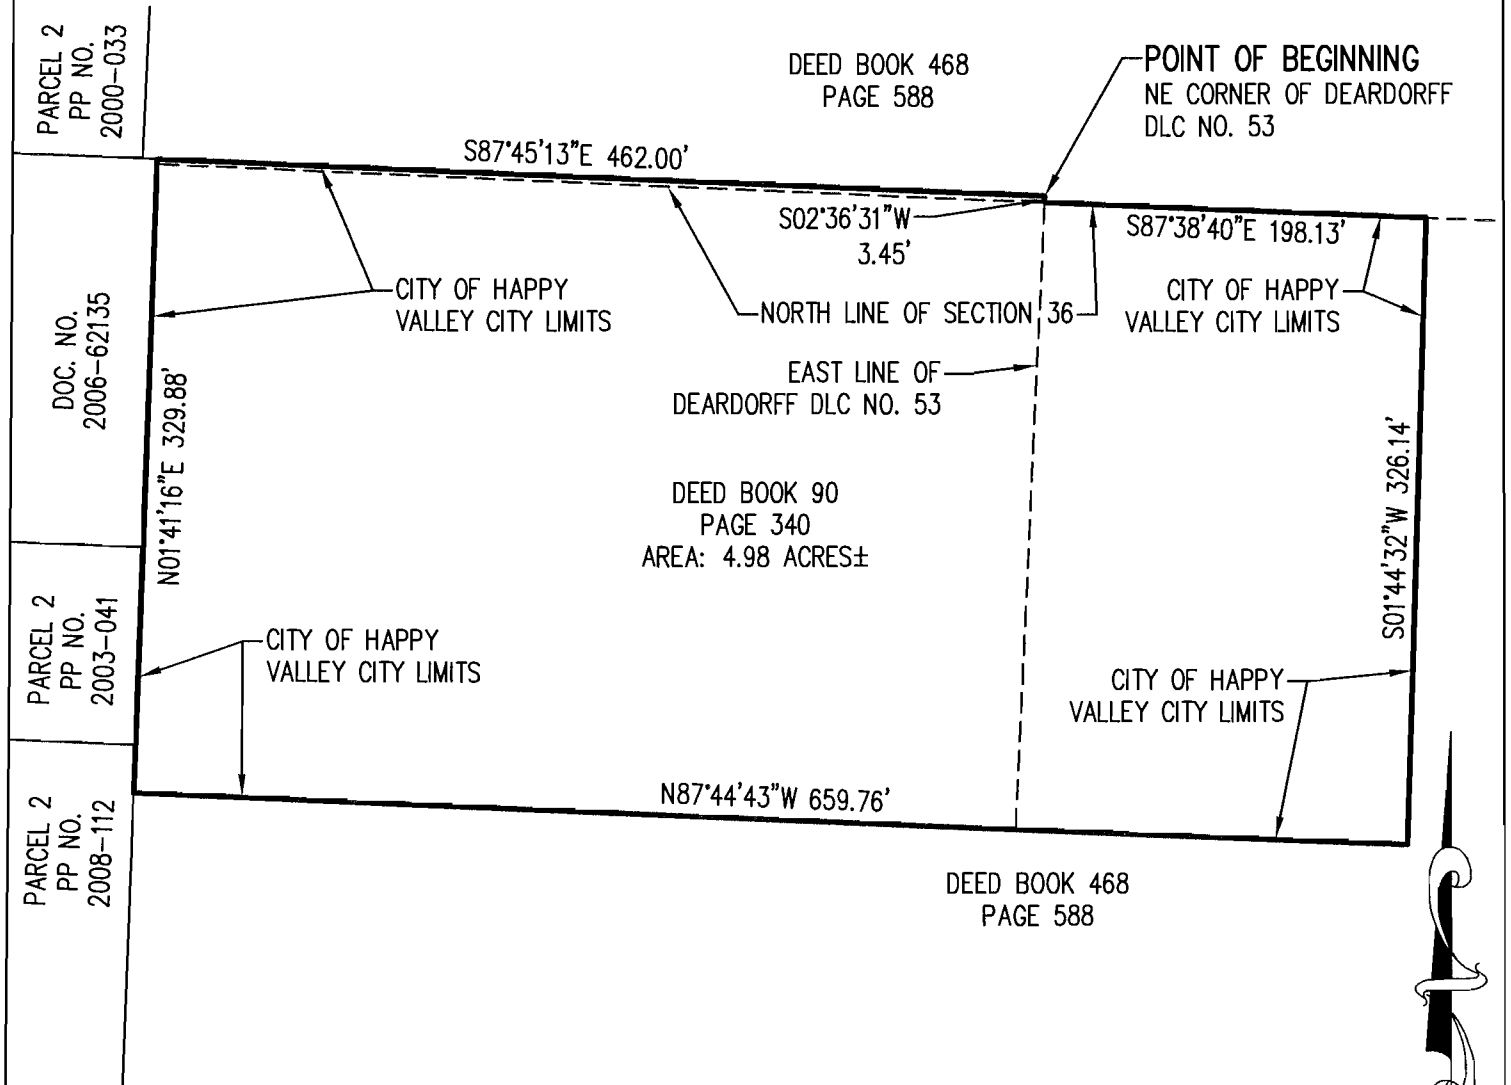 PARCEL 2
PP NO.
2000-033
DEED BOOK 468
PAGE 588
POINT OF BEGINNING
NE CORNER OF DEARDORFF
DLC NO. 53
S87°45'13"E 462.00'
S02°36'31"W
3.45'
S87°38'40"E 198.13'
CITY OF HAPPY
VALLEY CITY LIMITS
NORTH LINE OF SECTION 36
CITY OF HAPPY
VALLEY CITY LIMITS
DOC. NO.
2006-62135
N01°41'16"E 329.88'
EAST LINE OF
DEARDORFF DLC NO. 53
DEED BOOK 90
PAGE 340
AREA: 4.98 ACRES±
S01°44'32"W 326.14'
PARCEL 2
PP NO.
2003-041
CITY OF HAPPY
VALLEY CITY LIMITS
CITY OF HAPPY
VALLEY CITY LIMITS
N87°44'43"W 659.76'
PARCEL 2
PP NO.
2008-112
DEED BOOK 468
PAGE 588